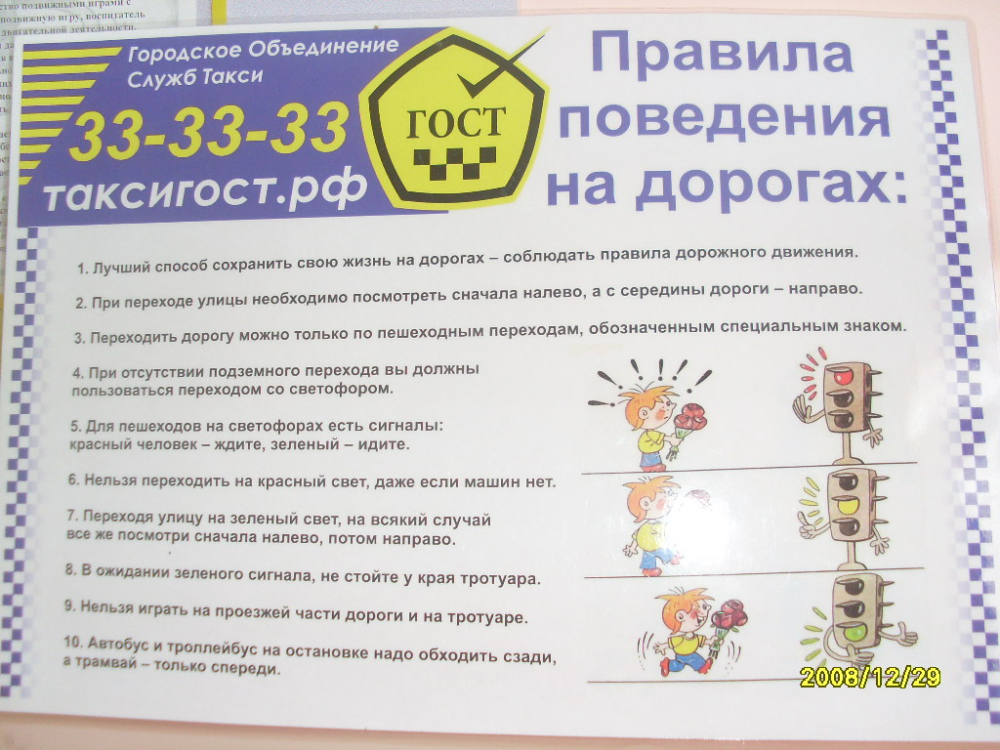 подвижными играми с
подвижную игру, воспитатель
двигательной деятельности.
Городское Объединение
Служб Такси
33-33-33
таксигост.рф
ГОСТ
Правила
поведения
на дорогах:
1. Лучший способ сохранить свою жизнь на дорогах – соблюдать правила дорожного движения.
2. При переходе улицы необходимо посмотреть сначала налево, а с середины дороги – направо.
3. Переходить дорогу можно только по пешеходным переходам, обозначенным специальным знаком.
4. При отсутствии подземного перехода вы должны
пользоваться переходом со светофором.
5. Для пешеходов на светофорах есть сигналы:
красный человек – ждите, зеленый – идите.
6. Нельзя переходить на красный свет, даже если машин нет.
7. Переходя улицу на зеленый свет, на всякий случай
все же посмотри сначала налево, потом направо.
8. В ожидании зеленого сигнала, не стойте у края тротуара.
9. Нельзя играть на проезжей части дороги и на тротуаре.
10. Автобус и троллейбус на остановке надо обходить сзади,
а трамвай – только спереди.
2008/12/29